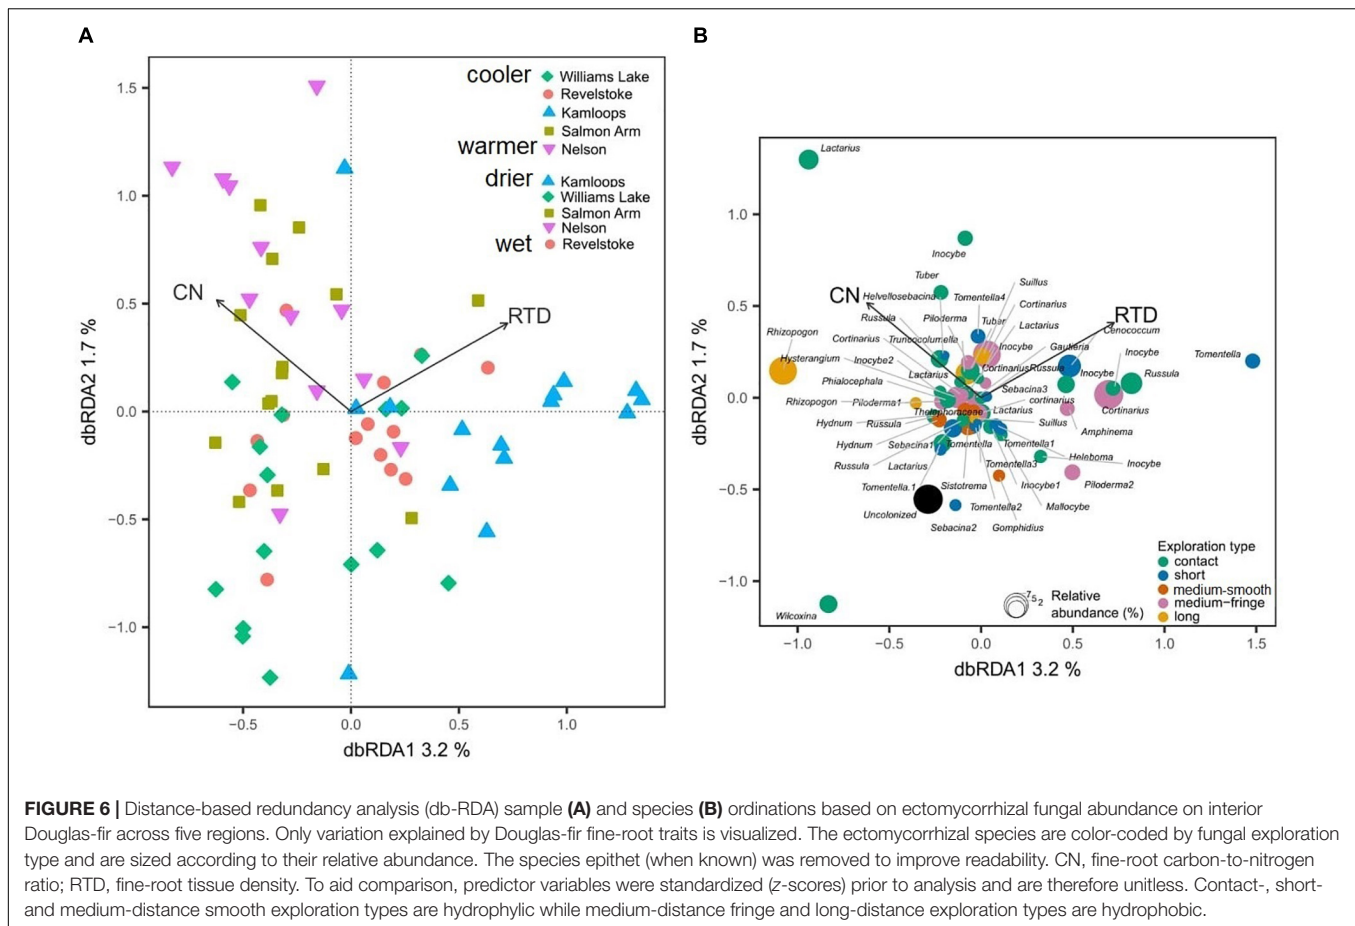 A
B
cooler
Williams Lake
Revelstoke
Kamloops
Salmon Arm
warmer
Nelson
drier
Kamloops
Williams Lake
Salmon Arm
Nelson
wet
Revelstoke
1.5
1.0
0.5
0.0
−0.5
−1.0
dbRDA2 1.7 %
CN
RTD
−0.5
0.0
0.5
1.0
dbRDA1 3.2 %
1.0
0.5
0.0
−0.5
−1.0
dbRDA2 1.7 %
Lactarius
Inocybe
Tuber
Suillus
Helvellosebacina
Tomentella4
Cortinarius
CN
RTD
Russula
Piloderma
Tuber
Lactarius
Cenococcum
Rhizopogon
Cortinarius
Truncocolumella
Inocybe
Gautieria
Inocybe
Tomentella
Hysterangium
Inocybe2
Cortinarius
Russula
Inocybe
Russula
Phialocephala
Lactarius
Sebacina3
Rhizopogon
Piloderma1
cortinarius
Cortinarius
Thelephoraceae
Lactarius
Hydnum
Russula
Suillus
Amphinema
Hydnum
Sebacina1
Tomentella
Tomentella1
Heleboma
Inocybe
Russula
Lactarius
Tomentella3
Piloderma2
Tomentella.1
Sistotrema
Inocybe1
Uncolonized
Tomentella2
Mallocybe
Sebacina2
Gomphidius
Wilcoxina
Exploration type
contact
short
medium-smooth
medium−fringe
long
7 5 2
Relative
abundance (%)
−1.0
−0.5
0.0
0.5
1.0
1.5
dbRDA1 3.2 %
FIGURE 6 | Distance-based redundancy analysis (db-RDA) sample (A) and species (B) ordinations based on ectomycorrhizal fungal abundance on interior
Douglas-fir across five regions. Only variation explained by Douglas-fir fine-root traits is visualized. The ectomycorrhizal species are color-coded by fungal exploration
type and are sized according to their relative abundance. The species epithet (when known) was removed to improve readability. CN, fine-root carbon-to-nitrogen
ratio; RTD, fine-root tissue density. To aid comparison, predictor variables were standardized (z-scores) prior to analysis and are therefore unitless. Contact-, short-
and medium-distance smooth exploration types are hydrophylic while medium-distance fringe and long-distance exploration types are hydrophobic.